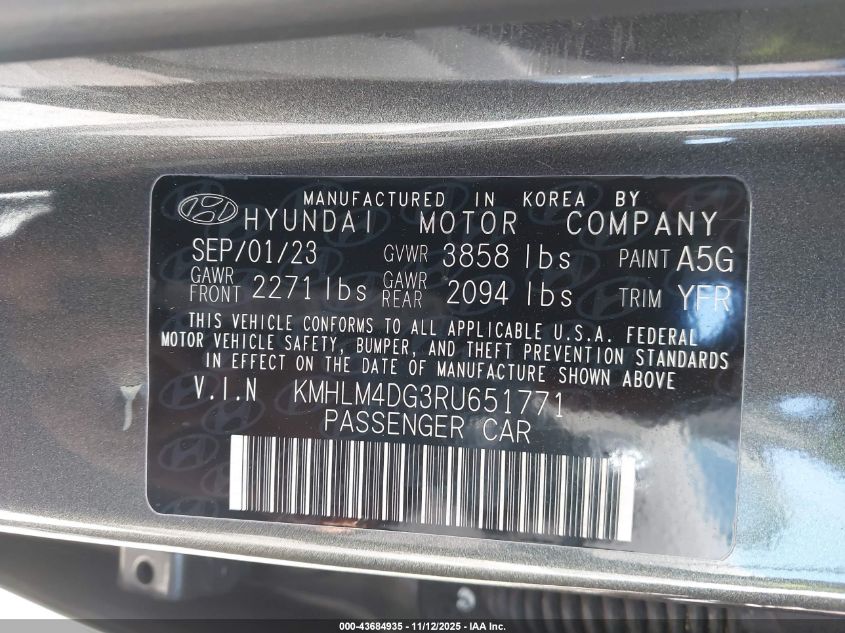 MANUFACTURED IN KOREA BY
HYUNDAI MOTOR COMPANY
SEP/01/23 GVWR 3858 lbs PAINT A5G
GAWR FRONT 2271 lbs GAWR REAR 2094 lbs TRIM YFR
THIS VEHICLE CONFORMS TO ALL APPLICABLE U.S.A. FEDERAL
MOTOR VEHICLE SAFETY, BUMPER, AND THEFT PREVENTION STANDARDS
IN EFFECT ON THE DATE OF MANUFACTURE SHOWN ABOVE
V.I.N KMHLM4DG3RU651771
PASSENGER CAR
000-43684935 - 11/12/2025 - IAA Inc.